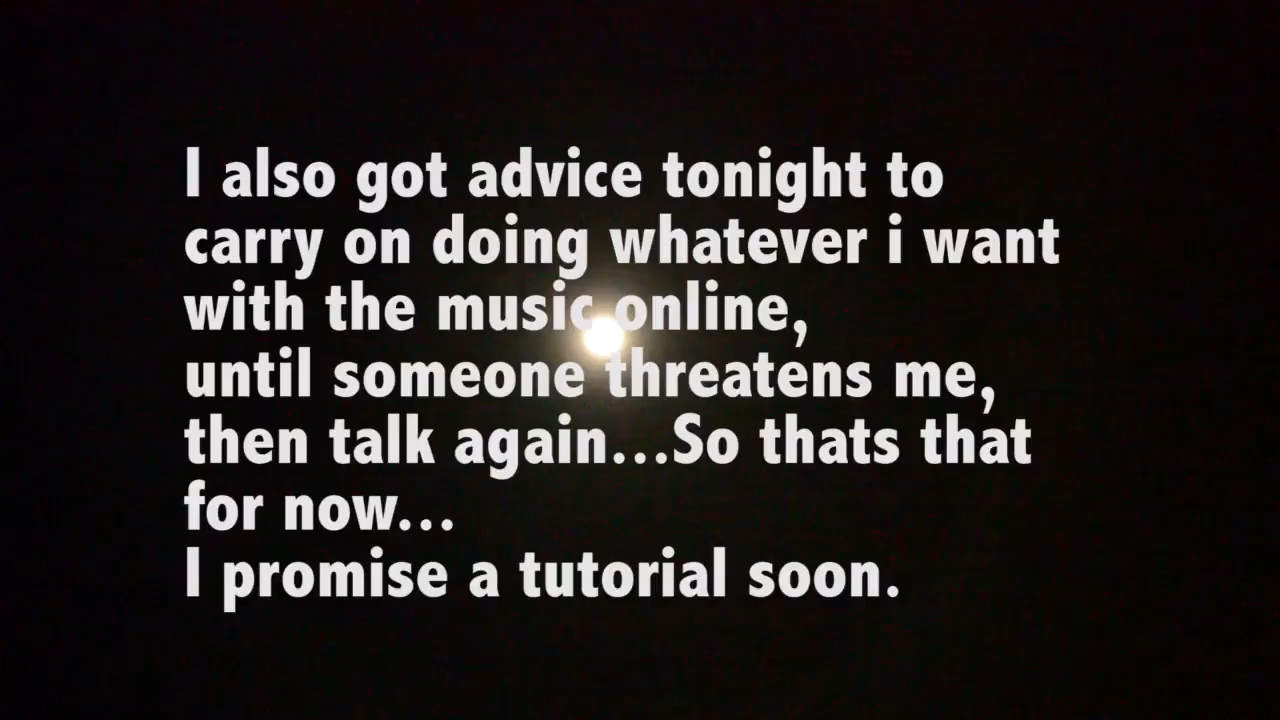 I also got advice tonight to
carry on doing whatever i want
with the music online,
until someone threatens me,
then talk again...So thats that
for now...
I promise a tutorial soon.